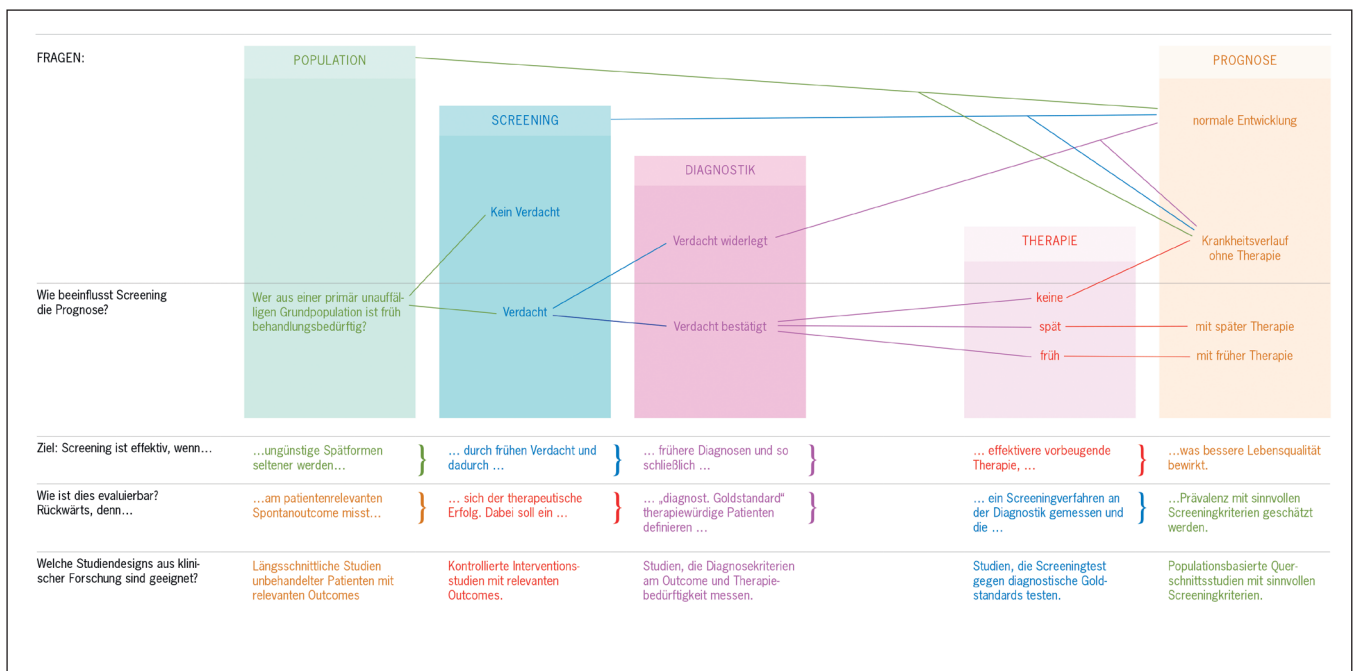 FRAGEN:
POPULATION
PROGNOSE
SCREENING
normale Entwicklung
DIAGNOSTIK
Kein Verdacht
Verdacht widerlegt
THERAPIE
Krankheitsverlauf
ohne Therapie
Wie beeinflusst Screening
die Prognose?
Wer aus einer primär unauffäl-
ligen Grundpopulation ist früh
behandlungsbedürftig?
Verdacht
Verdacht bestätigt
keine
spät
früh
mit später Therapie
mit früher Therapie
Ziel: Screening ist effektiv, wenn…
…ungünstige Spätformen
seltener werden…
… durch frühen Verdacht und
dadurch …
…frühere Diagnosen und so
schließlich …
… effektivere vorbeugende
Therapie, …
…was bessere Lebensqualität
bewirkt.
Wie ist dies evaluierbar?
Rückwärts, denn…
…am patientenrelevanten
Spontanoutcome misst…
… sich der therapeutische
Erfolg. Dabei soll ein …
… „diagnost. Goldstandard“
therapiewürdige Patienten
definieren …
… ein Screeningverfahren an
der Diagnostik gemessen und
die …
…Prävalenz mit sinnvollen
Screeningkriterien geschätzt
werden.
Welche Studiendesigns aus klini-
scher Forschung sind geeignet?
Längsschnittliche Studien
unbehandelter Patienten mit
relevanten Outcomes
Kontrollierte Interventions-
studien mit relevanten
Outcomes.
Studien, die Diagnosekriterien
am Outcome und Therapie-
bedürftigkeit messen.
Studien, die Screeningtest
gegen diagnostische Gold-
standards testen.
Populationsbasierte Quer-
schnittsstudien mit sinnvollen
Screeningkriterien.